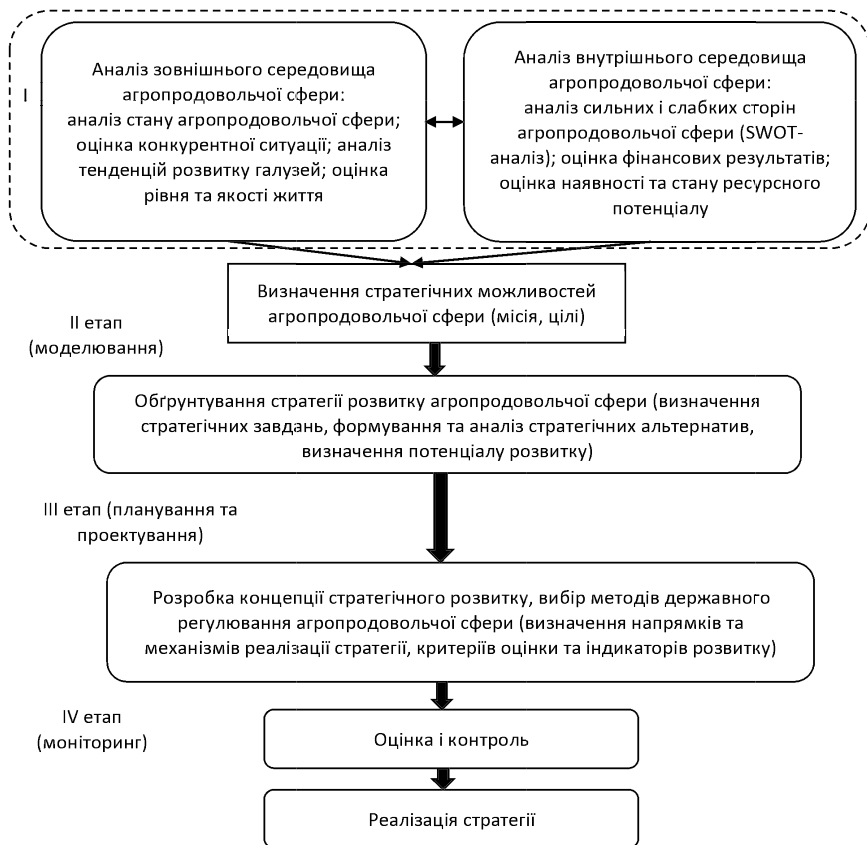 I
Аналіз зовнішнього середовища
агропродовольчої сфери:
аналіз стану агропродовольчої сфери;
оцінка конкурентної ситуації; аналіз
тенденцій розвитку галузей; оцінка
рівня та якості життя
Аналіз внутрішнього середовища
агропродовольчої сфери:
аналіз сильних і слабких сторін
агропродовольчої сфери (SWOT-
аналіз); оцінка фінансових результатів;
оцінка наявності та стану ресурсного
потенціалу
Визначення стратегічних можливостей
агропродовольчої сфери (місія, цілі)
II етап
(моделювання)
Обґрунтування стратегії розвитку агропродовольчої сфери (визначення
стратегічних завдань, формування та аналіз стратегічних альтернатив,
визначення потенціалу розвитку)
III етап (планування та
проектування)
Розробка концепції стратегічного розвитку, вибір методів державного
регулювання агропродовольчої сфери (визначення напрямків та
механізмів реалізації стратегії, критеріїв оцінки та індикаторів розвитку)
IV етап
(моніторинг)
Оцінка і контроль
Реалізація стратегії